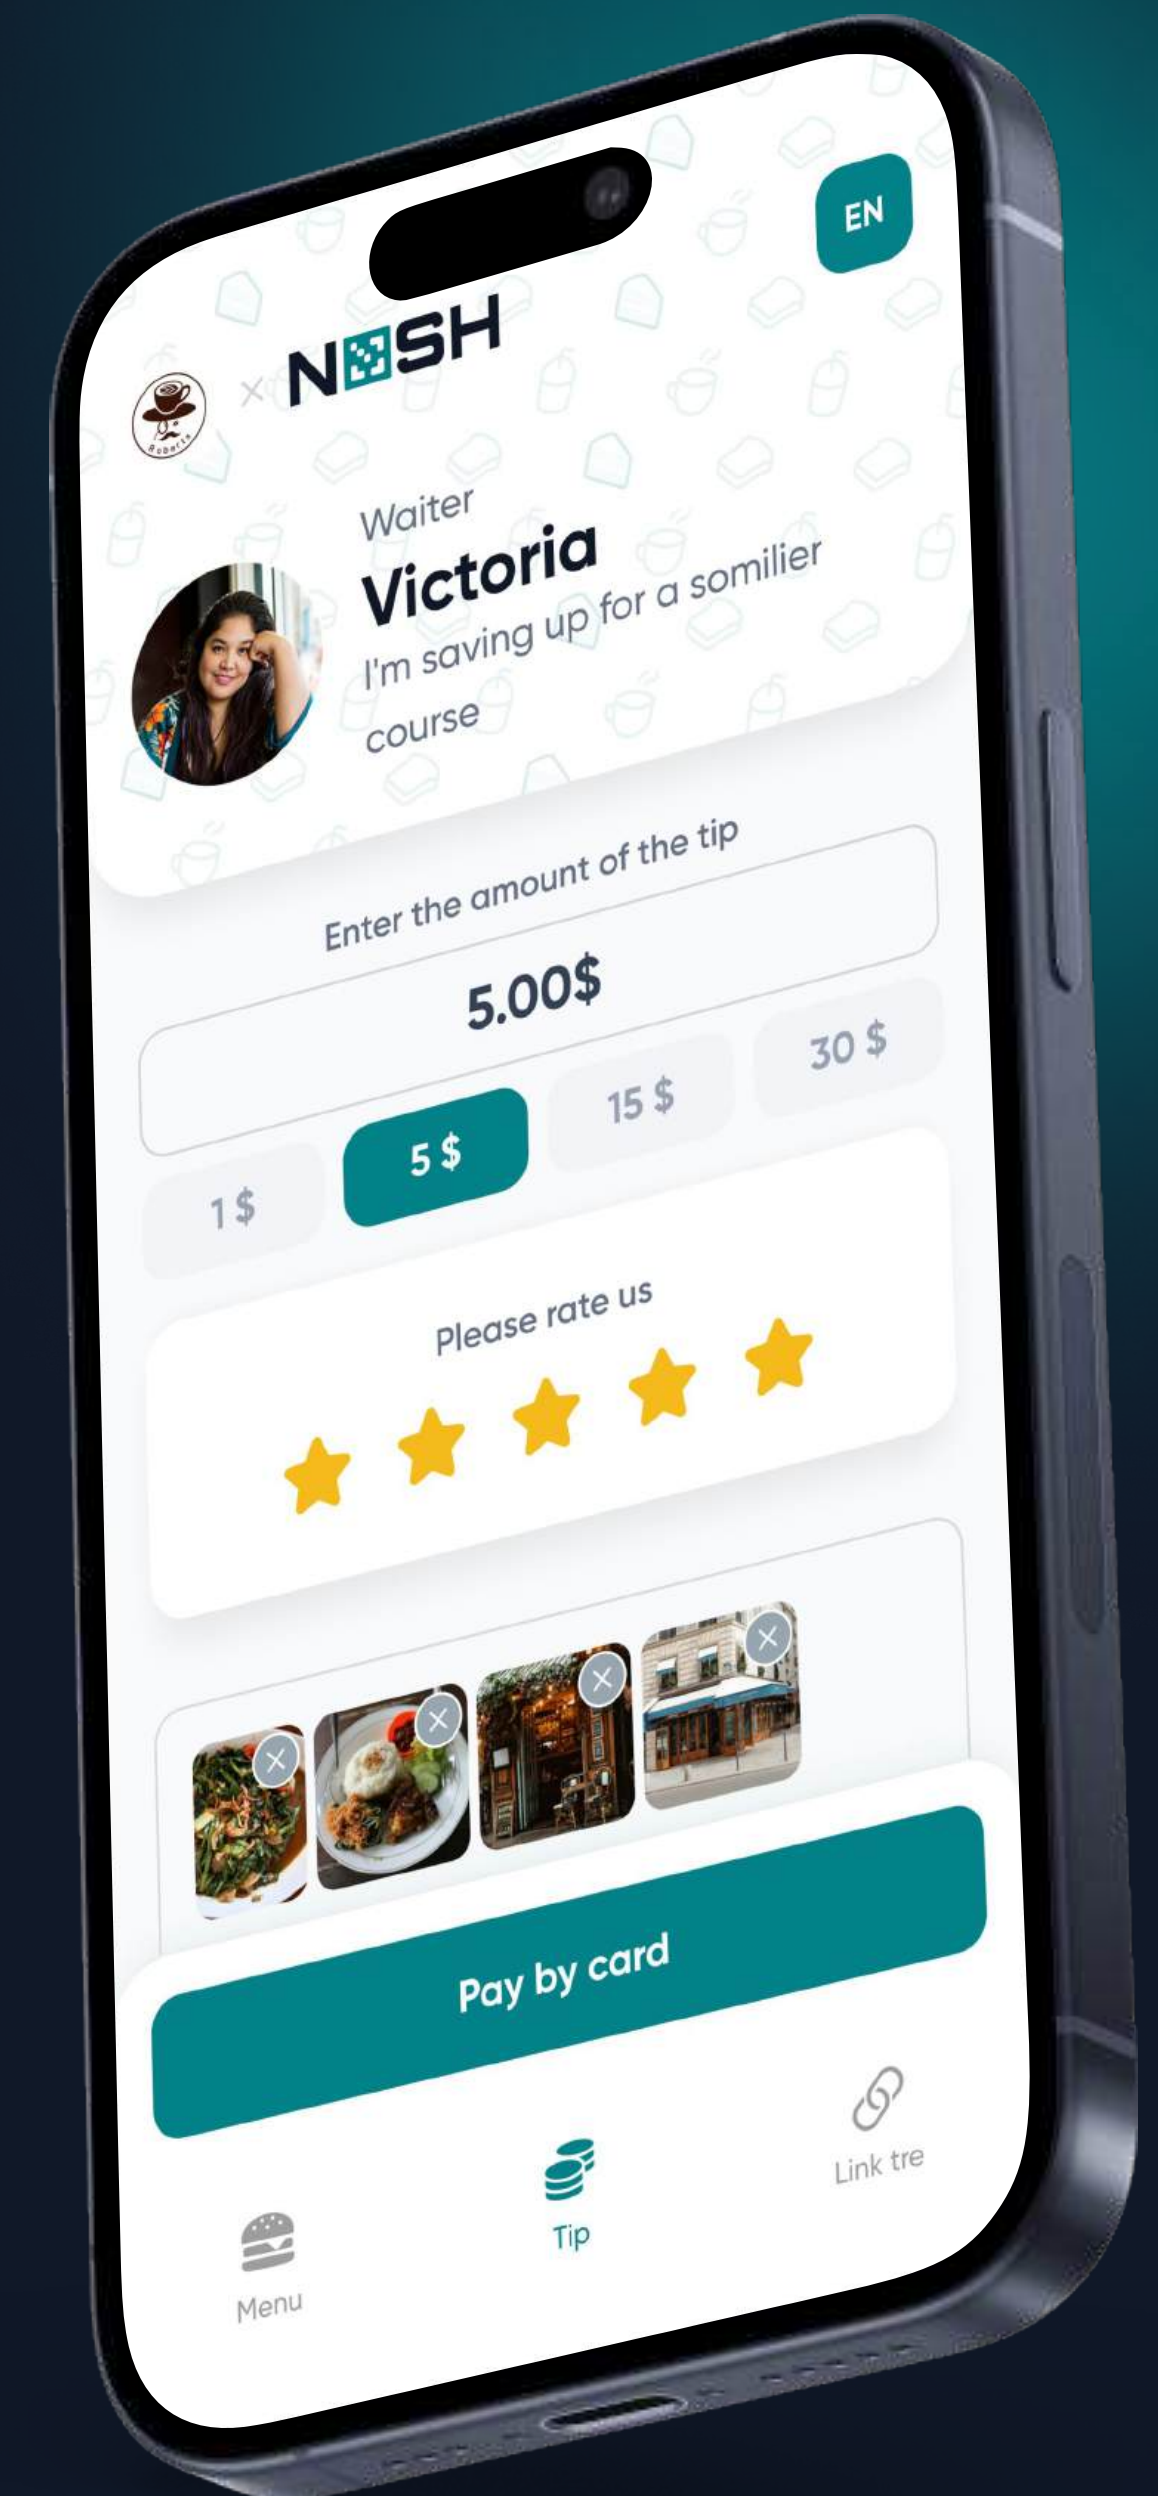 EN
Roberts
× NOSH
Waiter
Victoria
I'm saving up for a somilier
course
Enter the amount of the tip
5.00$
1 $
5 $
15 $
30 $
Please rate us
Pay by card
Menu
Tip
Link tre